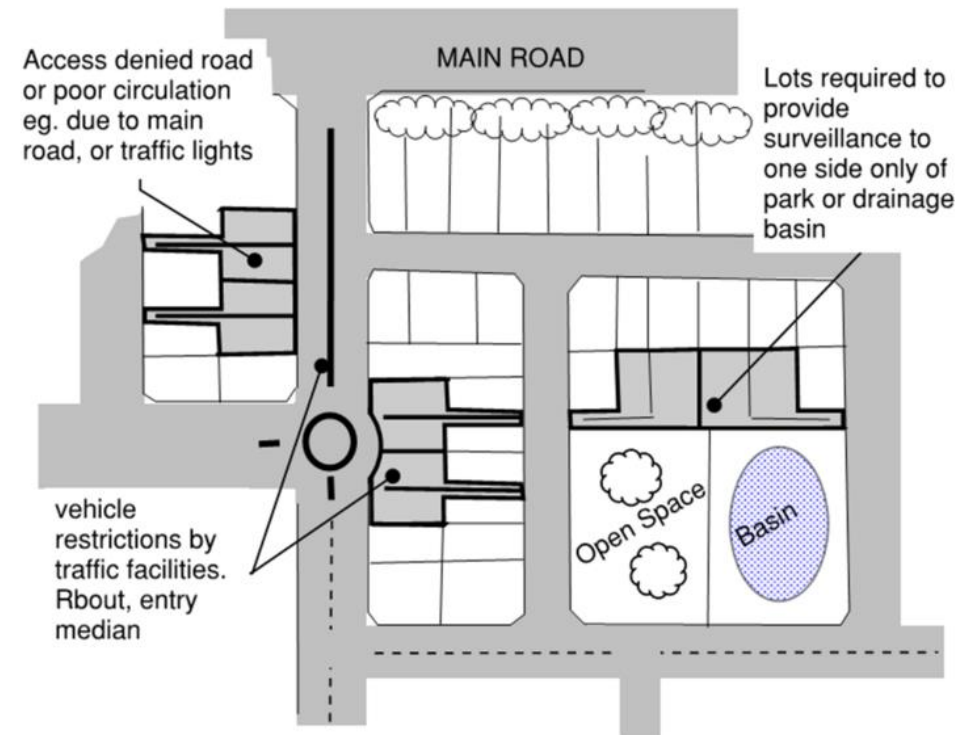 MAIN ROAD
Access denied road
or poor circulation
eg. due to main
road, or traffic lights
Lots required to
provide
surveillance to
one side only of
park or drainage
basin
vehicle
restrictions by
traffic facilities.
Rbout, entry
median
Open Space
Basin